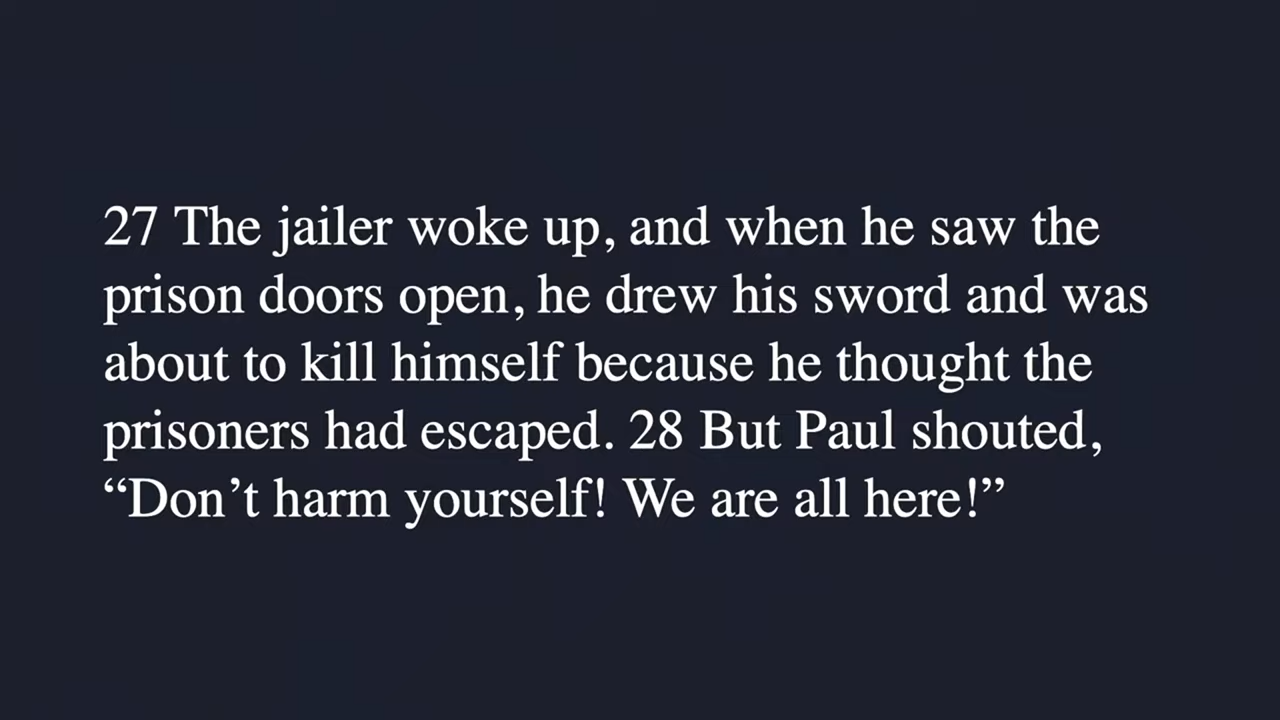 27 The jailer woke up, and when he saw the
prison doors open, he drew his sword and was
about to kill himself because he thought the
prisoners had escaped. 28 But Paul shouted,
“Don’t harm yourself! We are all here!”